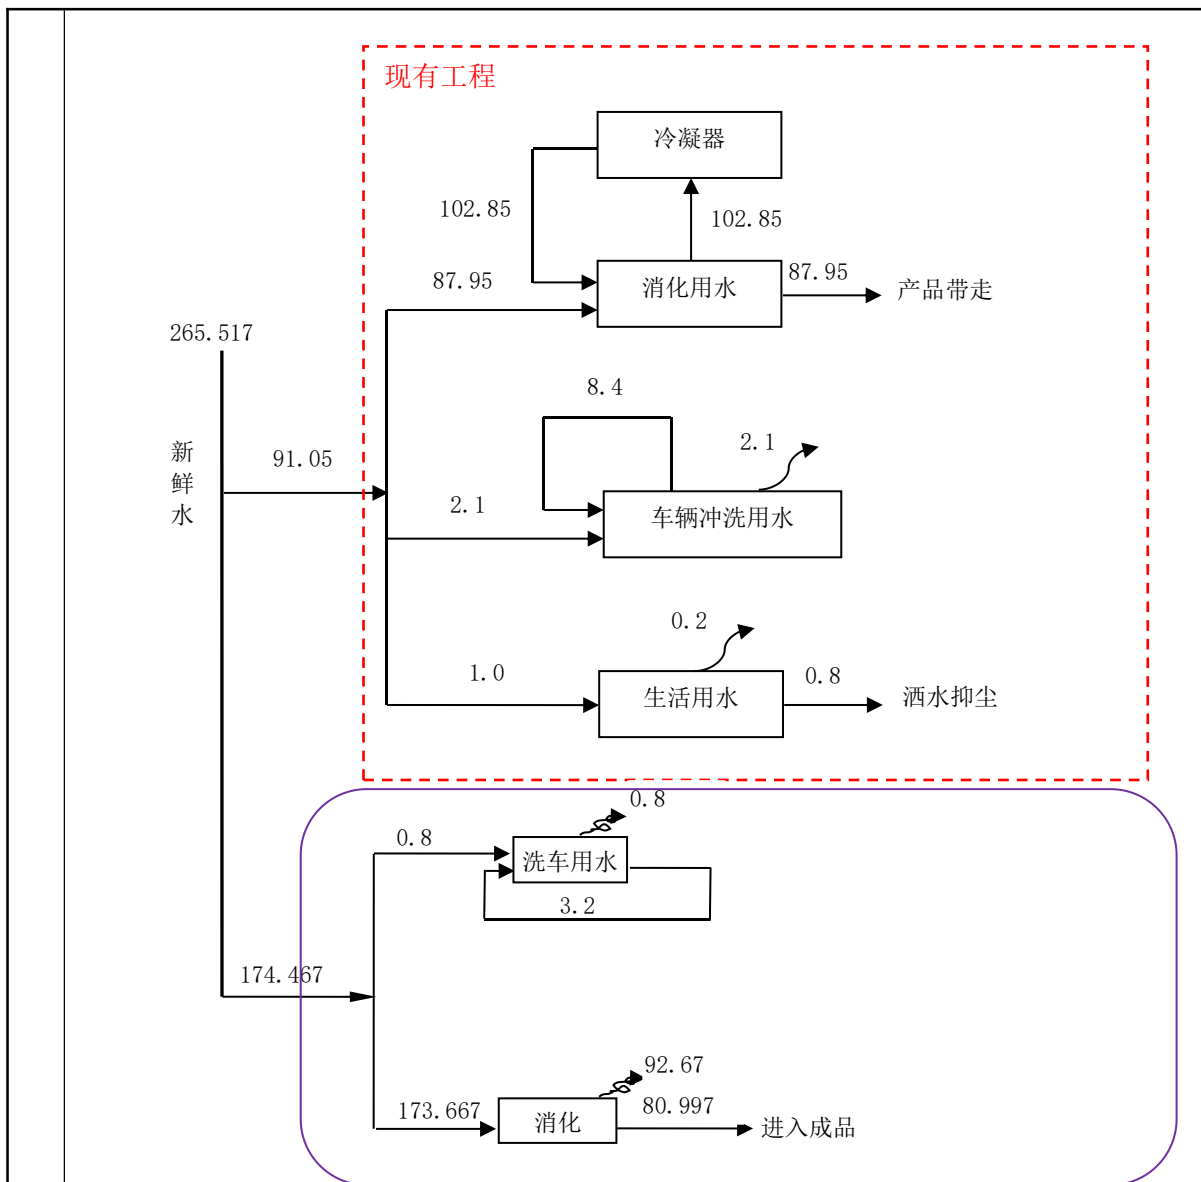 现有工程
冷凝器
102.85
102.85
87.95
消化用水
87.95
产品带走
265.517
8.4
新鲜水
91.05
2.1
2.1
车辆冲洗用水
0.2
1.0
生活用水
0.8
洒水抑尘
0.8
0.8
洗车用水
3.2
174.467
92.67
173.667
消化
80.997
进入成品